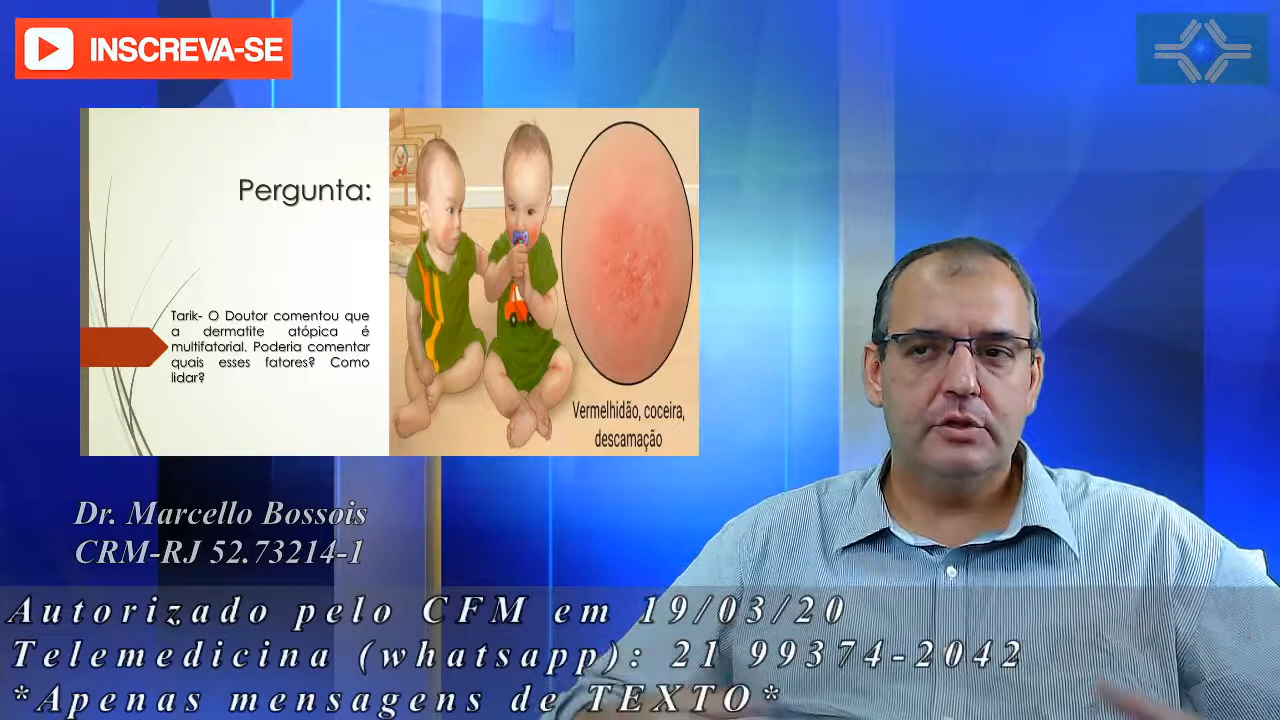 INSCREVA-SE
Pergunta:
Tarik- O Doutor comentou que
a dermatite atópica é
multifatorial. Poderia comentar
quais esses fatores? Como
lidar?
Vermelhidão, coceira,
descamação
Dr. Marcello Bossois
CRM-RJ 52.73214-1
Autorizado pelo CFM em 19/03/20
Telemedicina (whatsapp): 21 99374-2042
*Apenas mensagens de TEXTO*